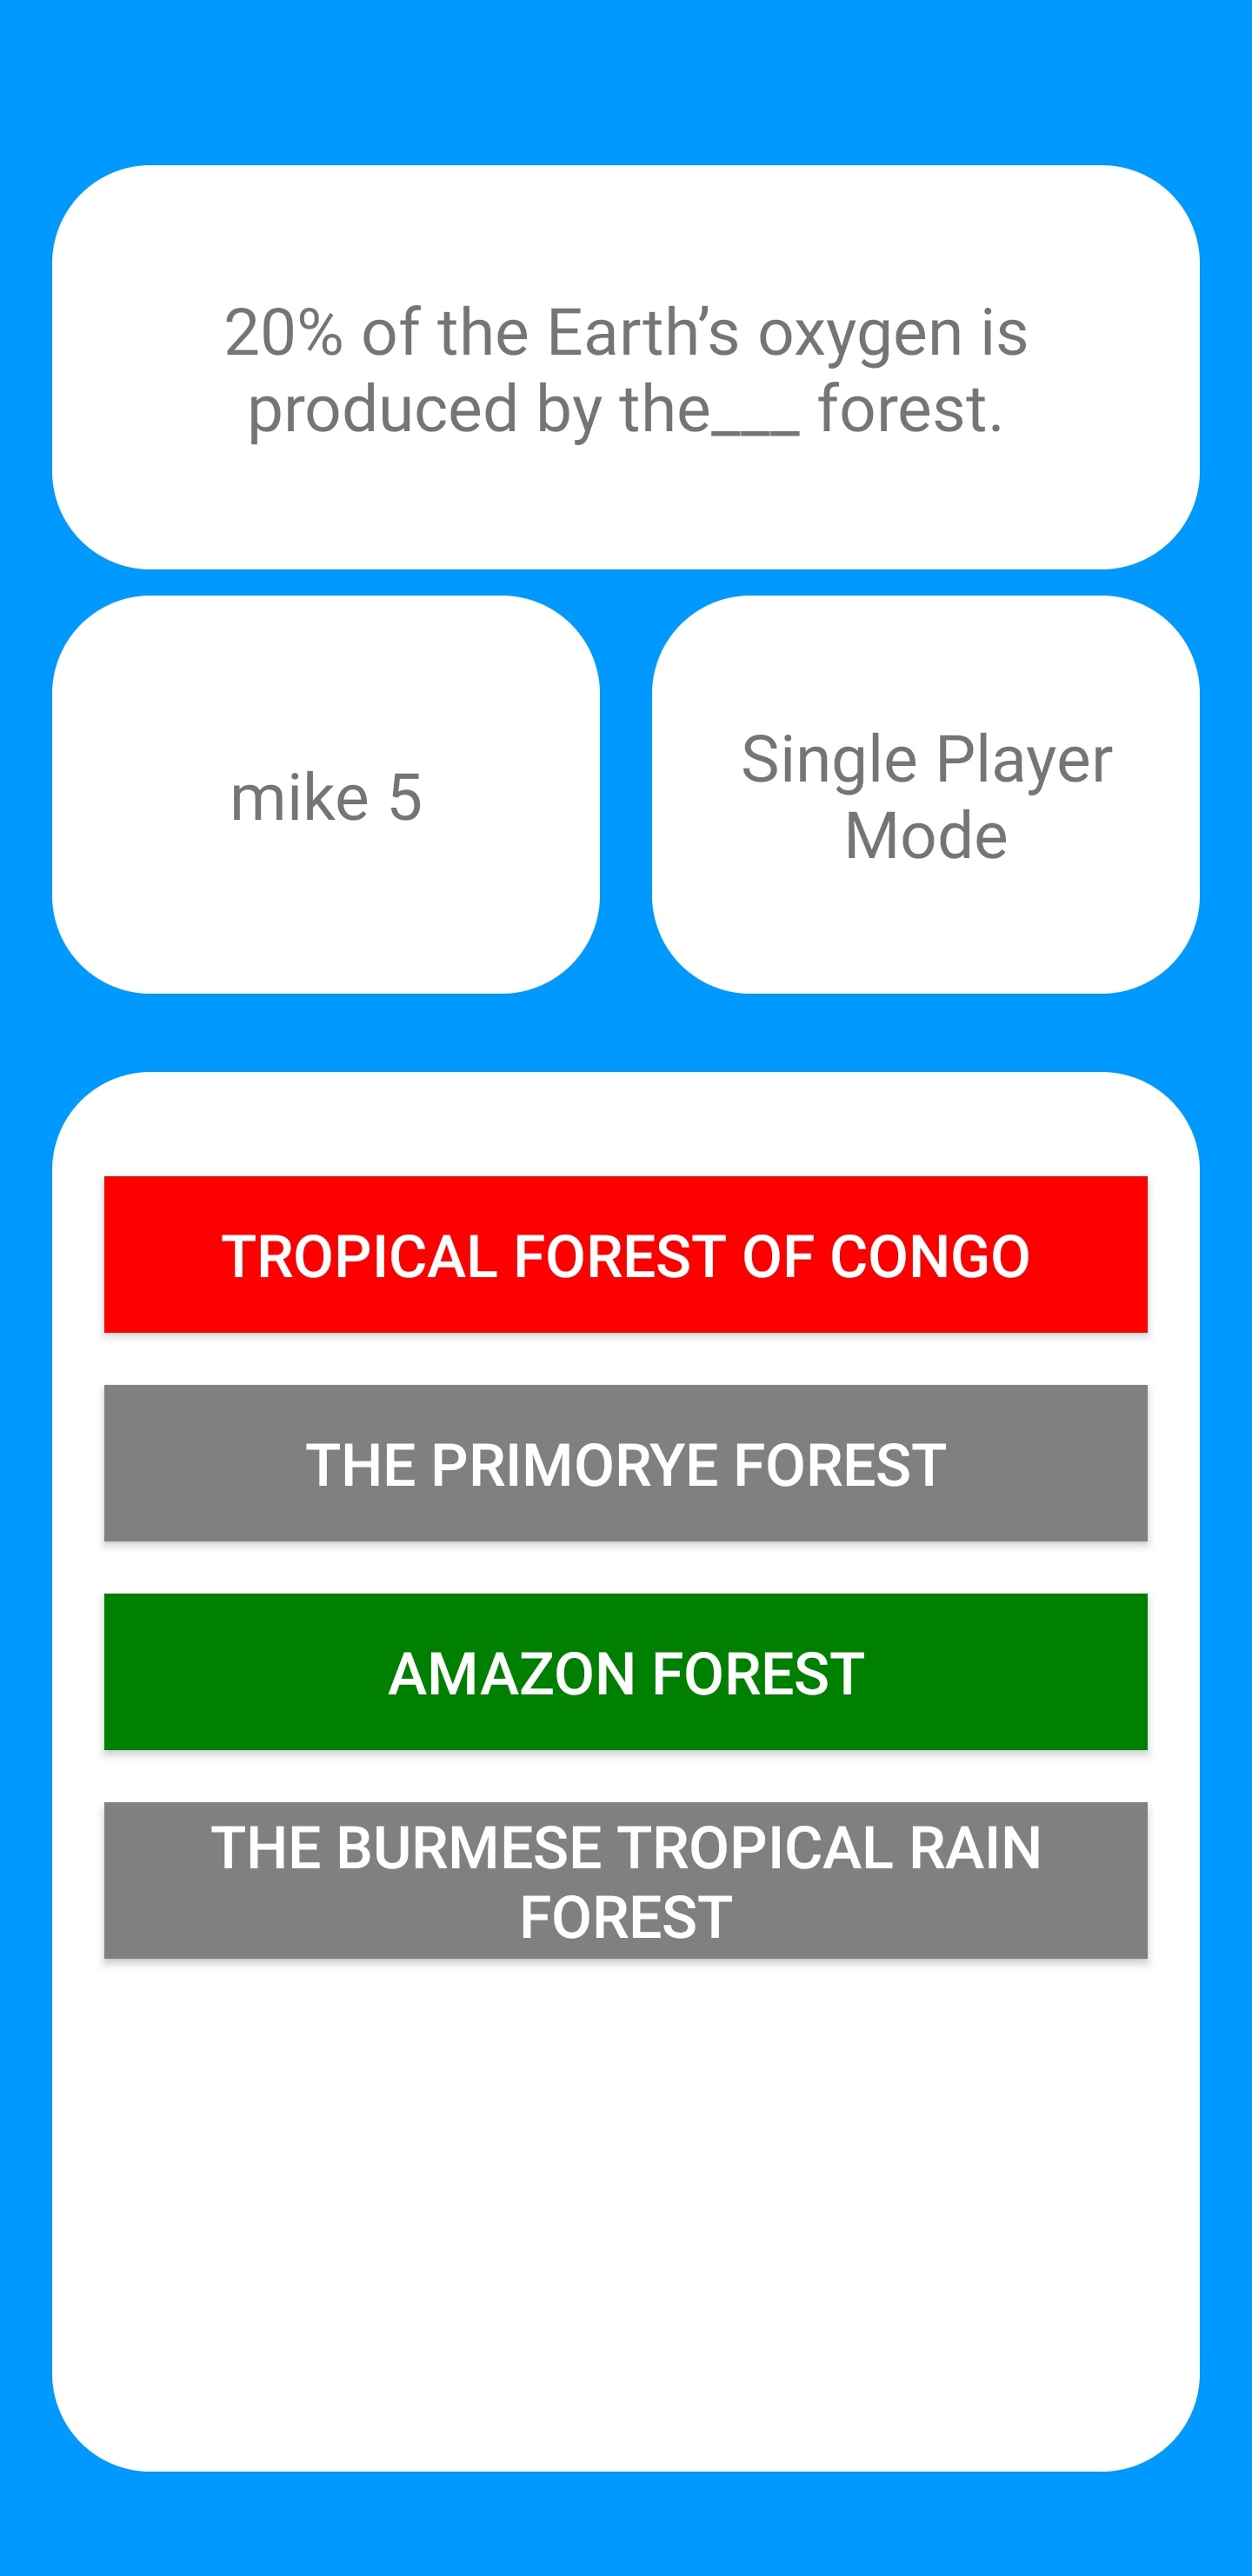 20% of the Earth’s oxygen is
produced by the___ forest.
mike 5
Single Player
Mode
TROPICAL FOREST OF CONGO
THE PRIMORYE FOREST
AMAZON FOREST
THE BURMESE TROPICAL RAIN
FOREST